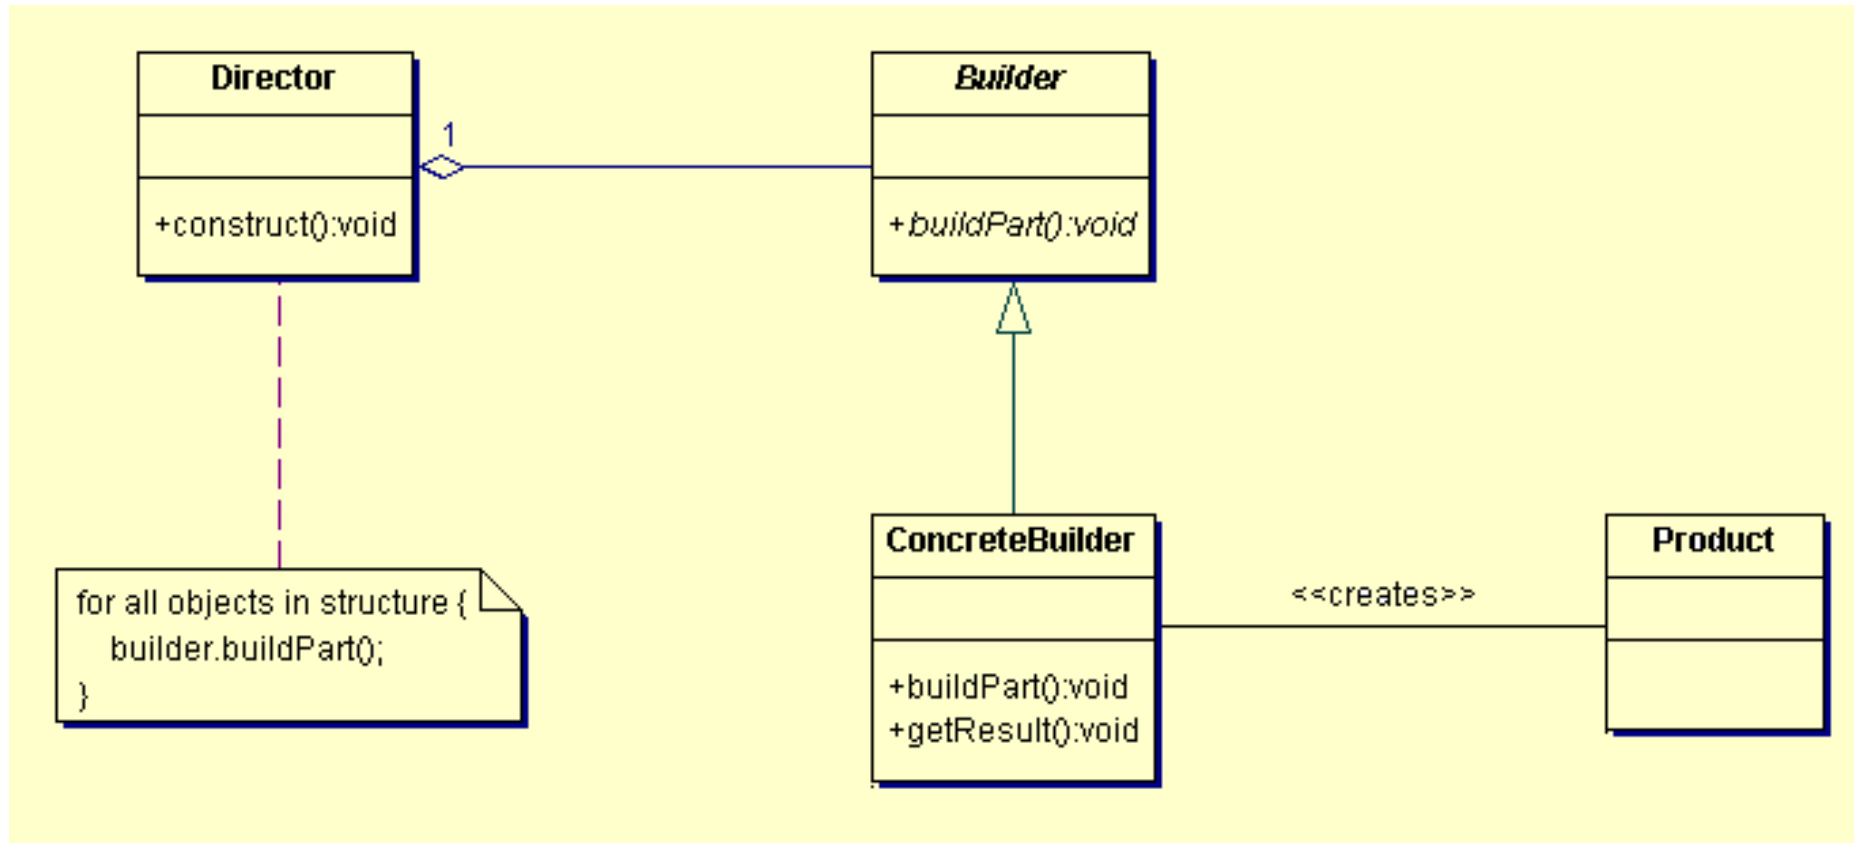 Director
+construct():void
1
Builder
+buildPart():void
for all objects in structure {
builder.buildPart();
}
ConcreteBuilder
+buildPart():void
+getResult():void
<<creates>>
Product